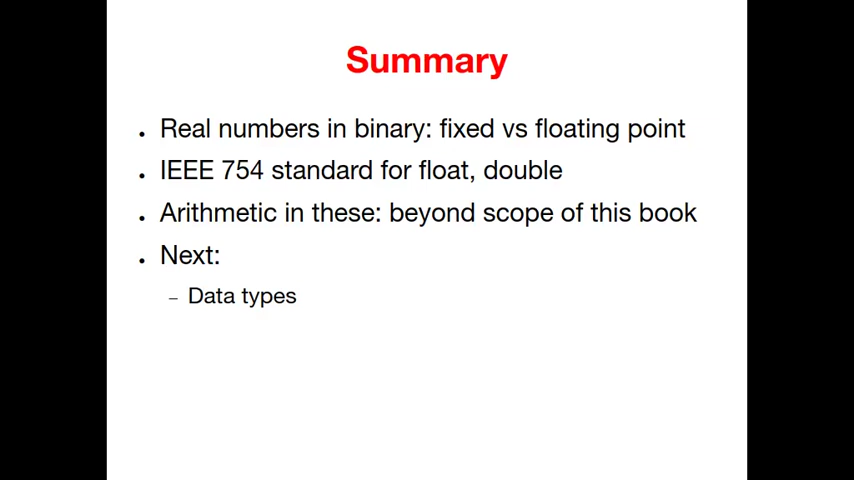 Summary
• Real numbers in binary: fixed vs floating point
• IEEE 754 standard for float, double
• Arithmetic in these: beyond scope of this book
• Next:
– Data types